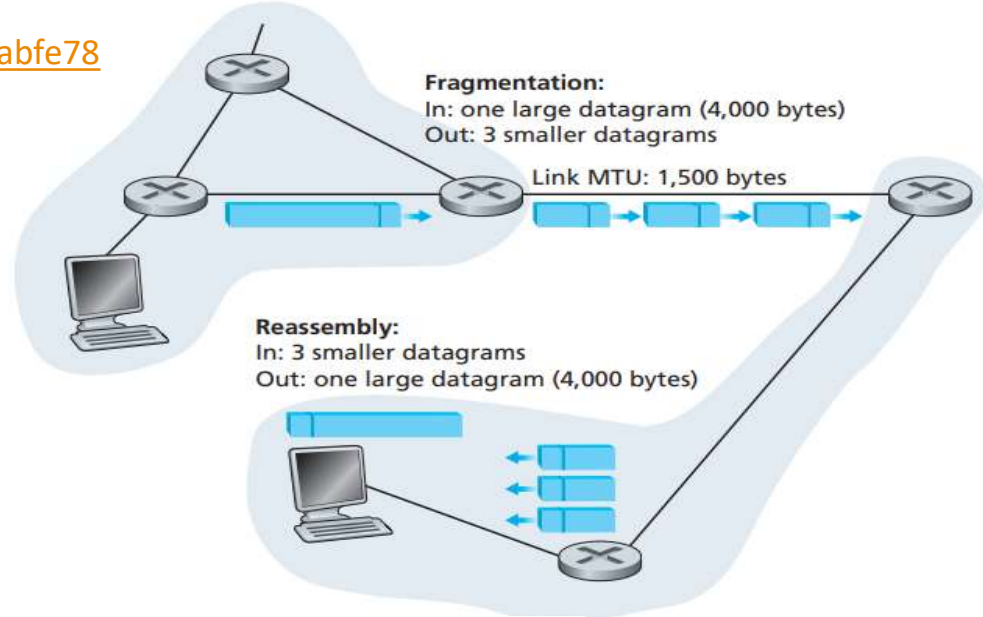 abfe78
Fragmentation:
In: one large datagram (4,000 bytes)
Out: 3 smaller datagrams
Link MTU: 1,500 bytes
Reassembly:
In: 3 smaller datagrams
Out: one large datagram (4,000 bytes)